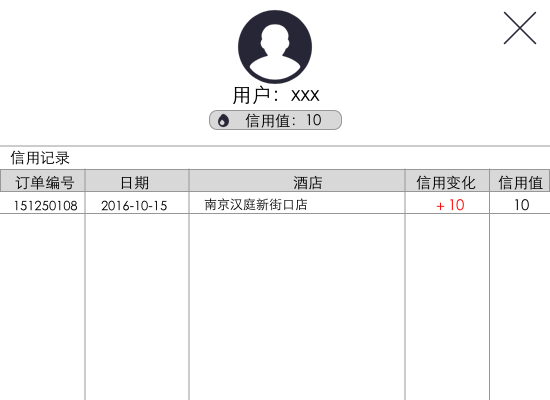 用户：xxx
信用值：10
信用记录
订单编号 日期 酒店 信用变化 信用值
151250108 2016-10-15 南京汉庭新街口店 + 10 10